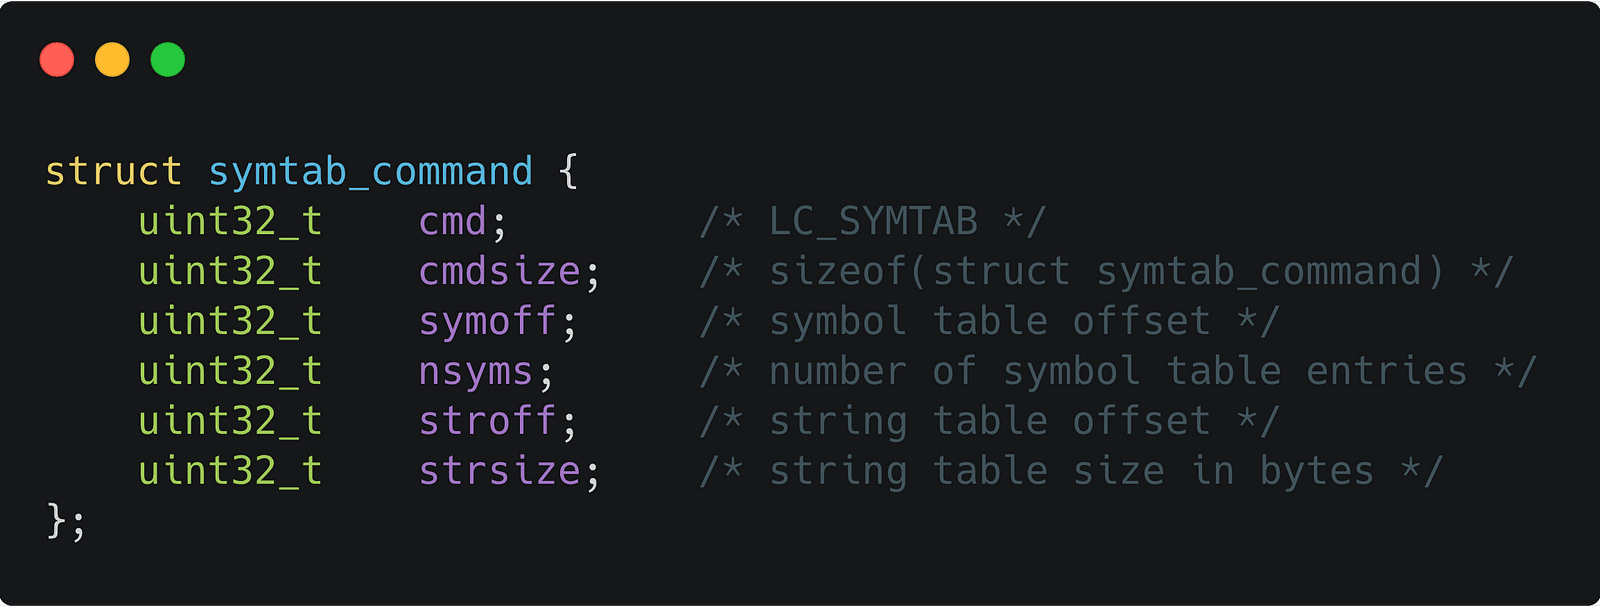 struct symtab_command {
    uint32_t    cmd;        /* LC_SYMTAB */
    uint32_t    cmdsize;    /* sizeof(struct symtab_command) */
    uint32_t    symoff;     /* symbol table offset */
    uint32_t    nsyms;      /* number of symbol table entries */
    uint32_t    stroff;     /* string table offset */
    uint32_t    strsize;    /* string table size in bytes */
};